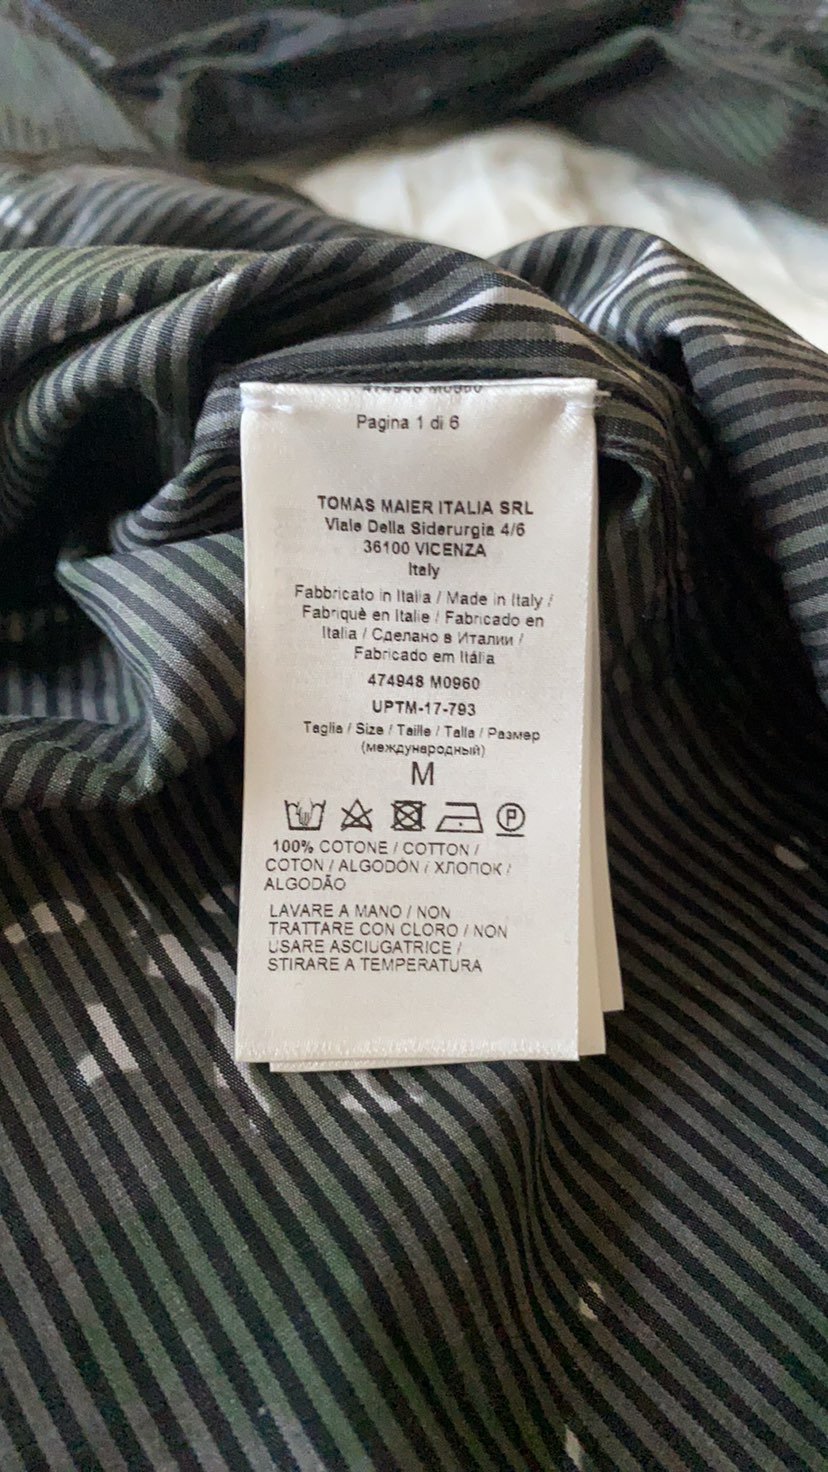 474948 M0960
Pagina 1 di 6
TOMAS MAIER ITALIA SRL
Viale Della Siderurgia 4/6
36100 VICENZA
Italy
Fabbricato in Italia / Made in Italy /
Fabriquè en Italie / Fabricado en
Italia / Сделано в Италии /
Fabricado em Itália
474948 M0960
UPTM-17-793
Taglia / Size / Taille / Talla / Размер
(международный)
M
P
100% COTONE / COTTON /
COTON / ALGODÓN / ХЛОПОК /
ALGODÃO
LAVARE A MANO / NON
TRATTARE CON CLORO / NON
USARE ASCIUGATRICE /
STIRARE A TEMPERATURA